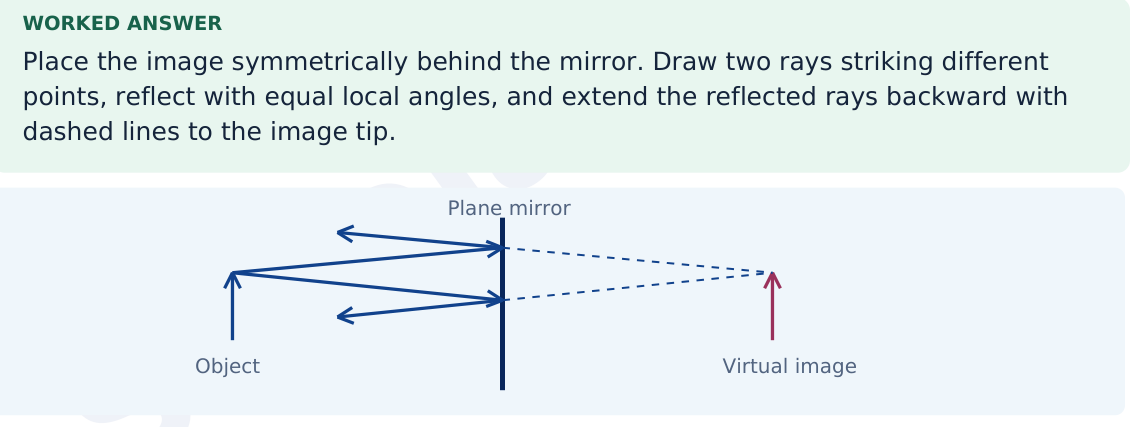 WORKED ANSWER
Place the image symmetrically behind the mirror. Draw two rays striking different
points, reflect with equal local angles, and extend the reflected rays backward with
dashed lines to the image tip.
Plane mirror
Object
Virtual image